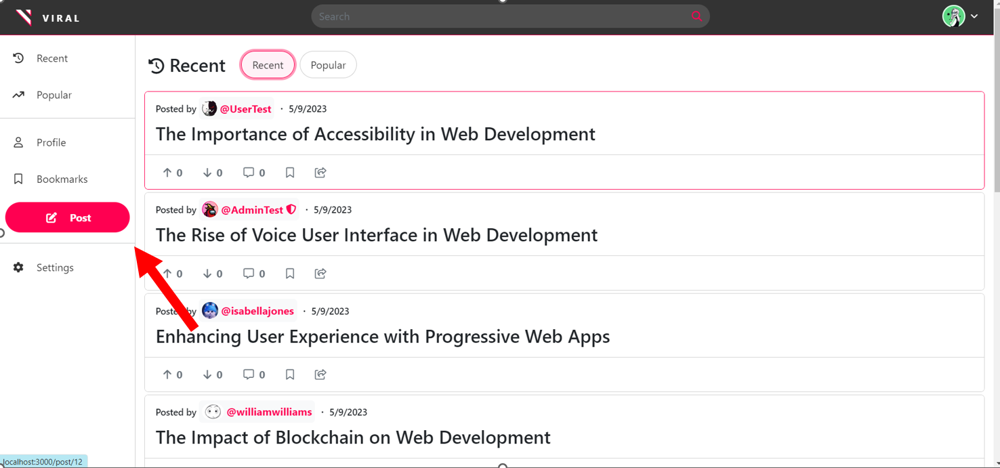 VIRAL
Search
Recent
Popular
Profile
Bookmarks
Post
Settings
Recent
Recent
Popular
Posted by @UserTest · 5/9/2023
The Importance of Accessibility in Web Development
0 0 0
Posted by @AdminTest · 5/9/2023
The Rise of Voice User Interface in Web Development
0 0 0
Posted by @isabellajones · 5/9/2023
Enhancing User Experience with Progressive Web Apps
0 0 0
Posted by @williamwilliams · 5/9/2023
The Impact of Blockchain on Web Development
localhost:3000/post/12